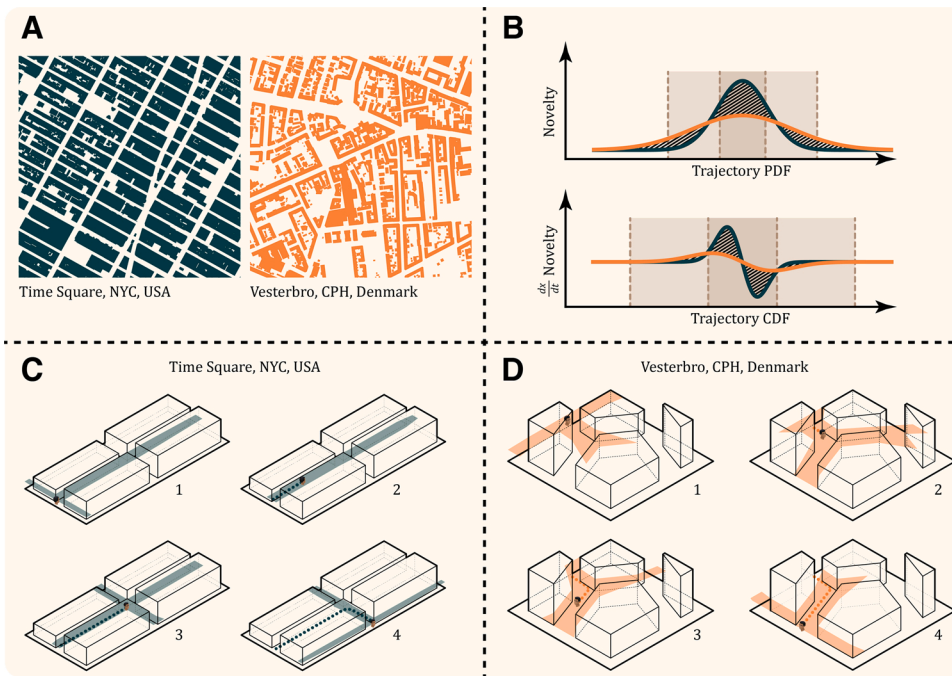 A
Time Square, NYC, USA
Vesterbro, CPH, Denmark
B
Novelty
Trajectory PDF
dx/dt Novelty
Trajectory CDF
C
Time Square, NYC, USA
1
2
3
4
D
Vesterbro, CPH, Denmark
1
2
3
4